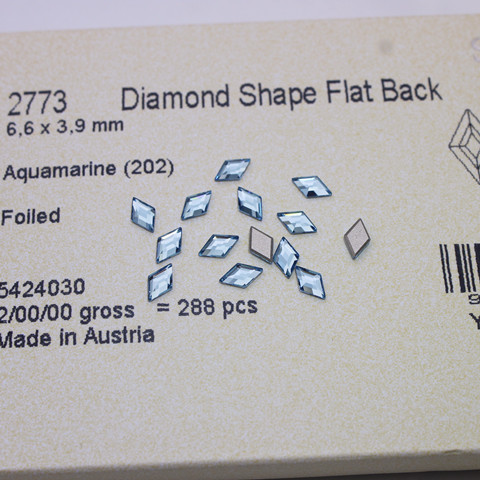 2773 Diamond Shape Flat Back
6,6 x 3,9 mm
Aquamarine (202)
Foiled
5424030
2/00/00 gross = 288 pcs
Made in Austria
9
Y